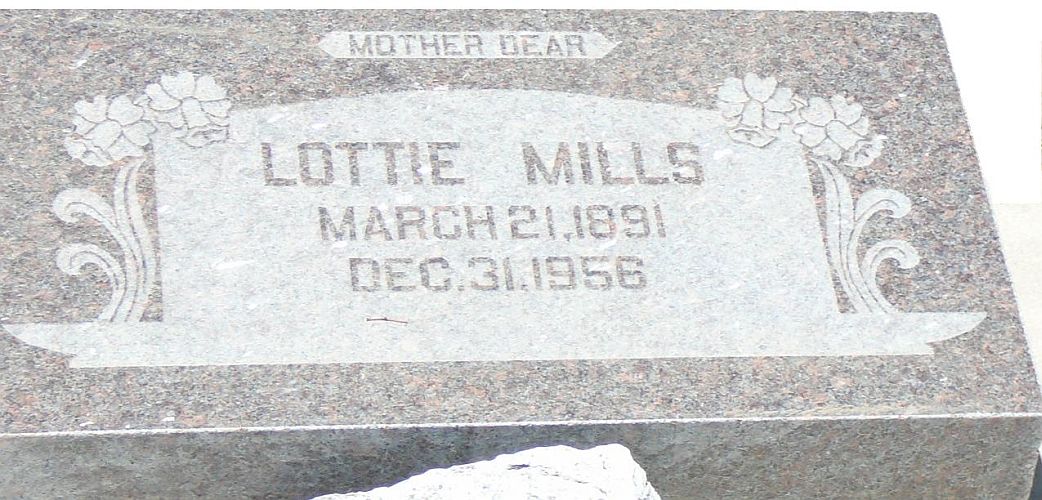 MOTHER DEAR
LOTTIE MILLS
MARCH 21,1891
DEC.31.1956